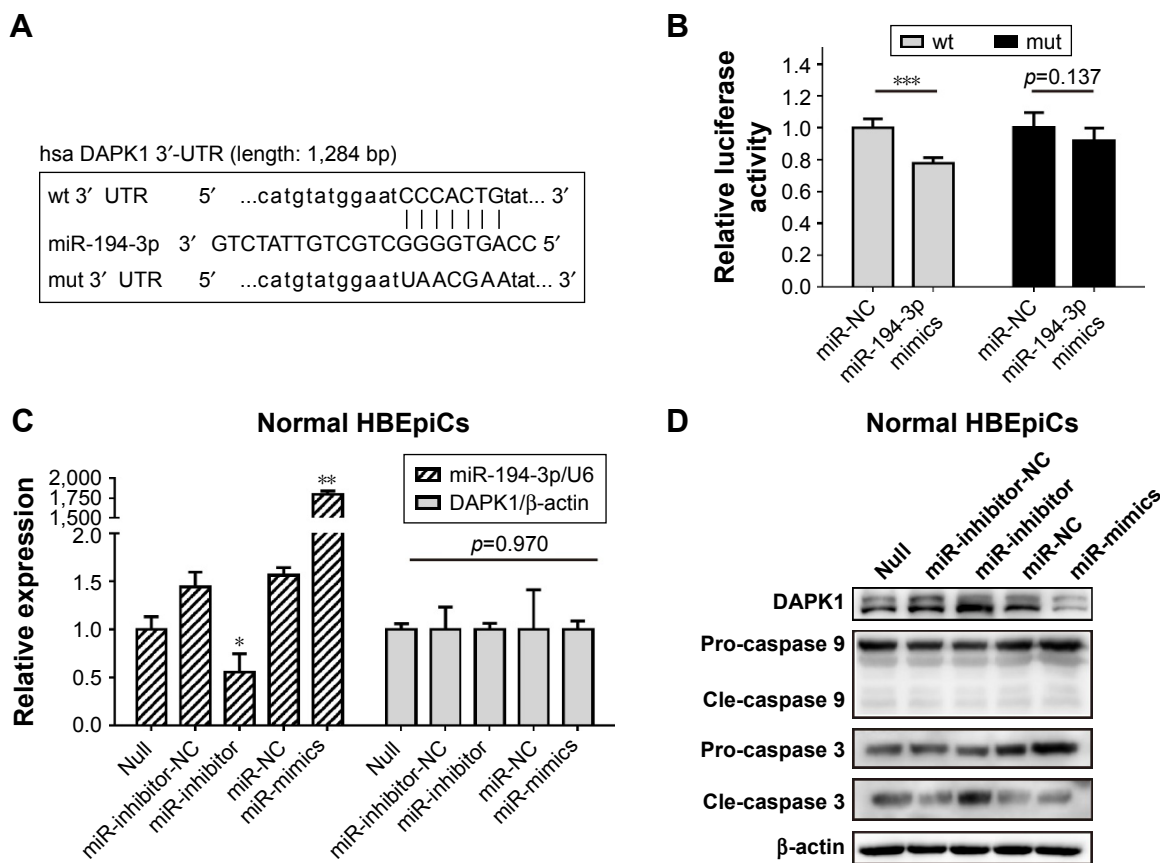 A
hsa DAPK1 3′-UTR (length: 1,284 bp)
wt 3′ UTR 5′ ...catgtatggaatCCCACTGtat... 3′
miR-194-3p 3′ GTCTATTGTCGTCGGGGTGACC 5′
mut 3′ UTR 5′ ...catgtatggaatUAACGAAtat... 3′
B
wt mut
Relative luciferase
activity
1.4
1.2
1.0
0.8
0.6
0.4
0.2
0.0
***
p=0.137
miR-NC
miR-194-3p
mimics
miR-NC
miR-194-3p
mimics
C
Normal HBEpiCs
Relative expression
2,000
1,750
1,500
2.0
1.5
1.0
0.5
0.0
miR-194-3p/U6
DAPK1/β-actin
*
**
p=0.970
Null
miR-inhibitor-NC
miR-inhibitor
miR-NC
miR-mimics
Null
miR-inhibitor-NC
miR-inhibitor
miR-NC
miR-mimics
D
Normal HBEpiCs
Null
miR-inhibitor-NC
miR-inhibitor
miR-NC
miR-mimics
DAPK1
Pro-caspase 9
Cle-caspase 9
Pro-caspase 3
Cle-caspase 3
β-actin